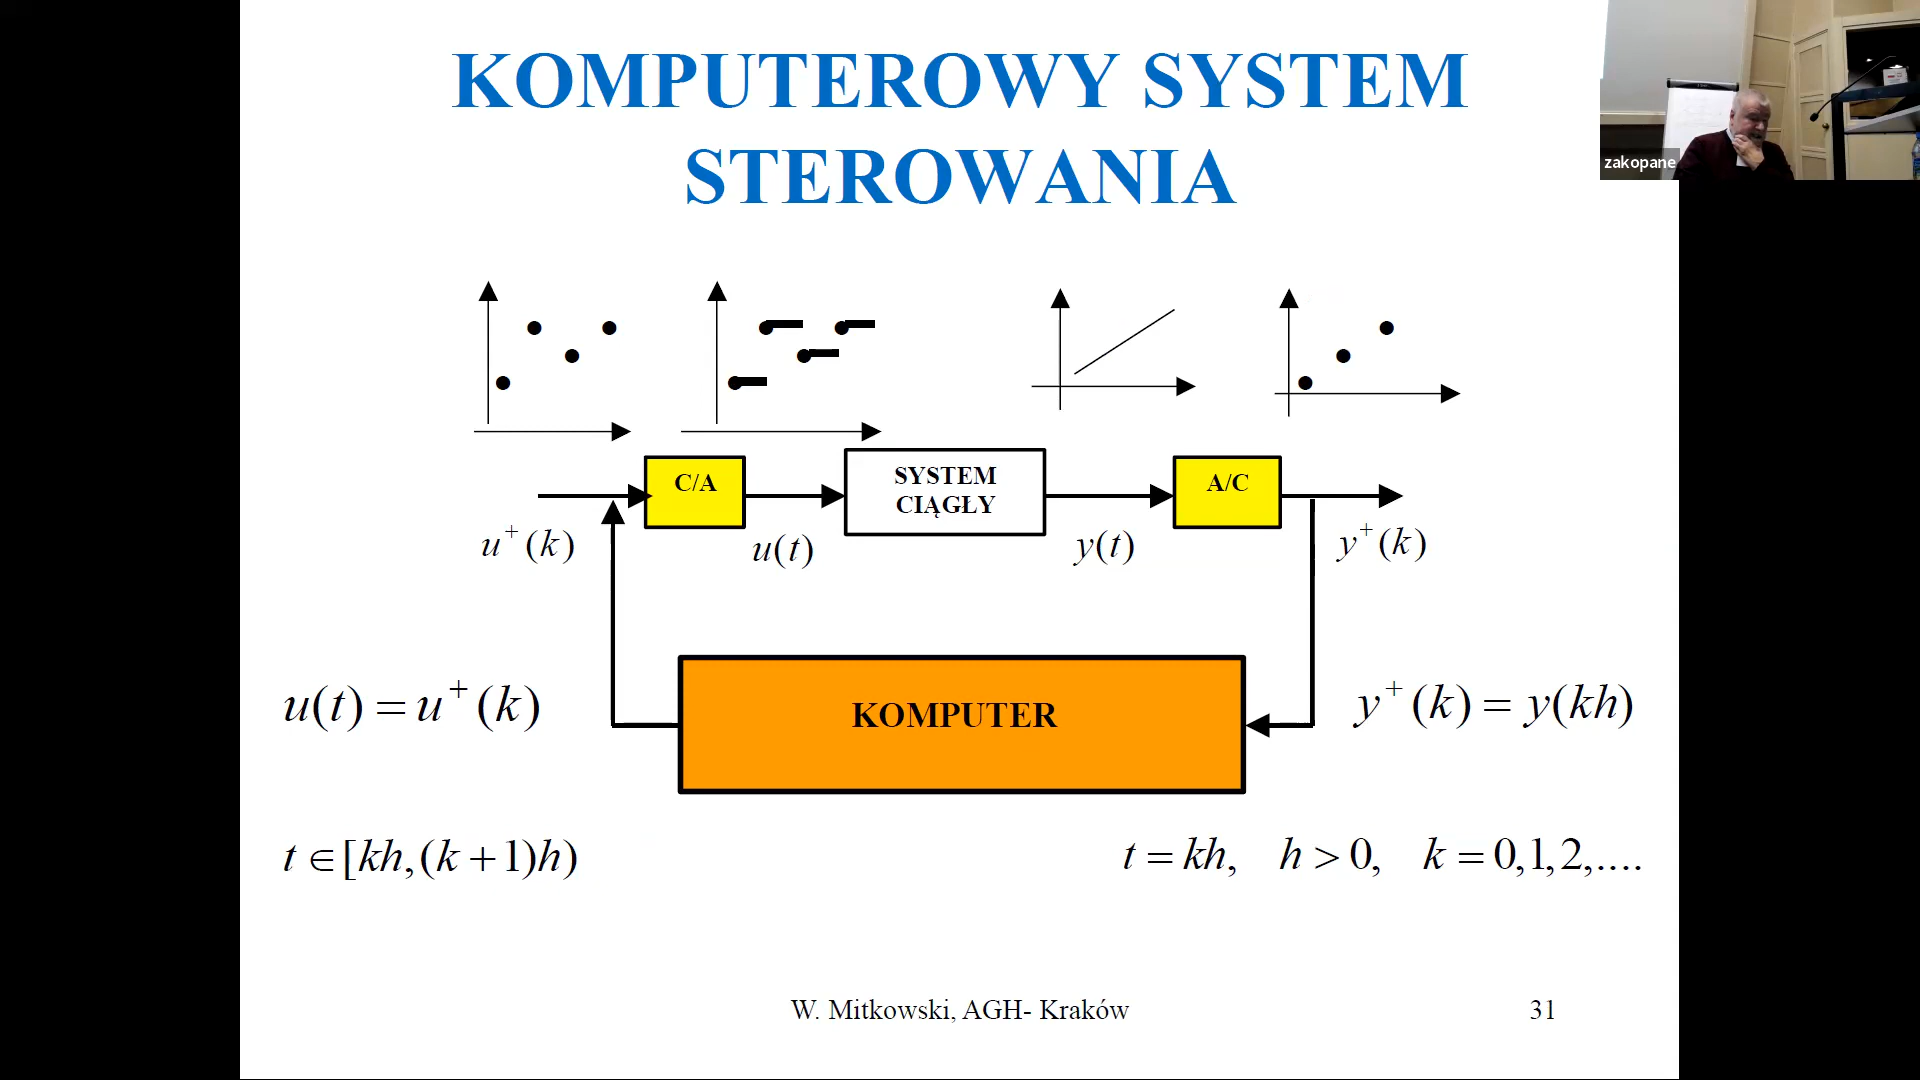 KOMPUTEROWY SYSTEM
STEROWANIA
zakopane
C/A
SYSTEM
CIĄGŁY
A/C
u⁺(k)
u(t)
y(t)
y⁺(k)
u(t) = u⁺(k)
KOMPUTER
y⁺(k) = y(kh)
t ∈ [kh,(k+1)h)
t = kh, h > 0, k = 0,1,2,....
W. Mitkowski, AGH- Kraków
31